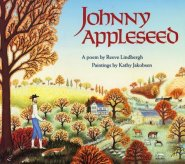 Johnny
Appleseed
A poem by Reeve Lindbergh
Paintings by Kathy Jakobsen